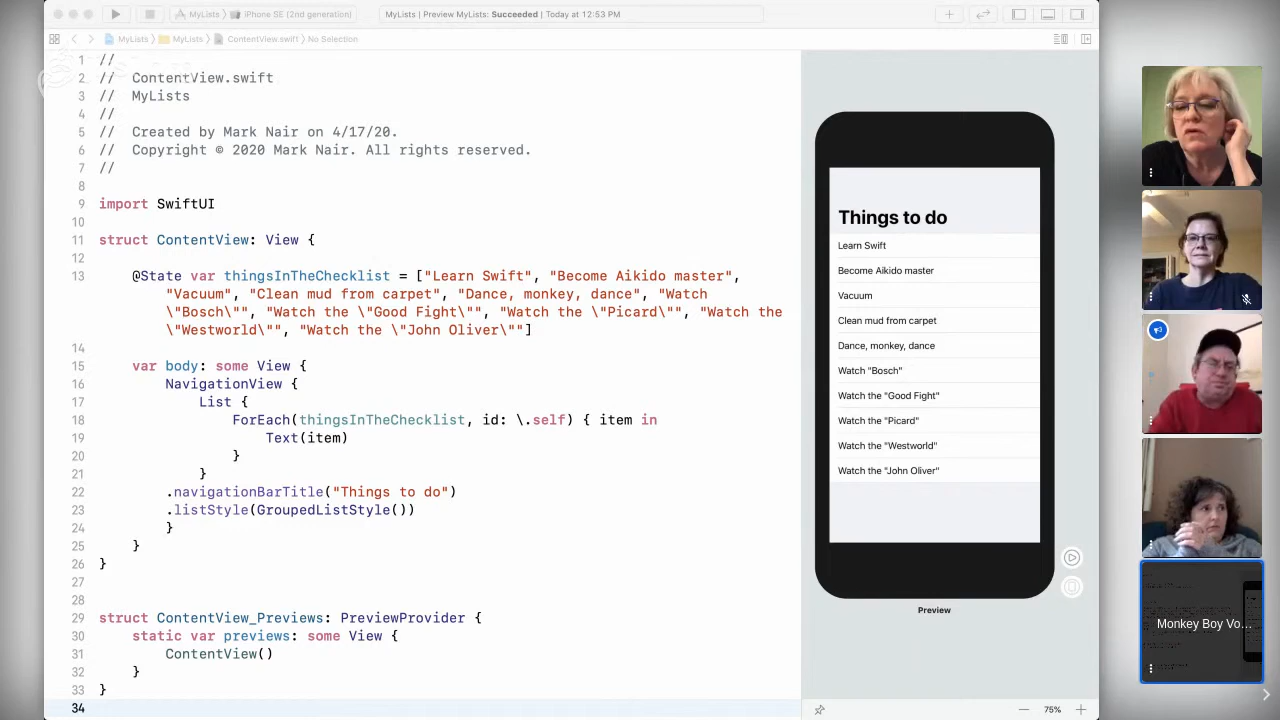 MyLists
iPhone SE (2nd generation)
MyLists | Preview MyLists: Succeeded | Today at 12:53 PM
MyLists
MyLists
ContentView.swift
No Selection
1 //
2 // ContentView.swift
3 // MyLists
4 //
5 // Created by Mark Nair on 4/17/20.
6 // Copyright © 2020 Mark Nair. All rights reserved.
7 //
8
9 import SwiftUI
10
11 struct ContentView: View {
12
13 @State var thingsInTheChecklist = ["Learn Swift", "Become Aikido master",
"Vacuum", "Clean mud from carpet", "Dance, monkey, dance", "Watch
\"Bosch\"", "Watch the \"Good Fight\"", "Watch the \"Picard\"", "Watch the
\"Westworld\"", "Watch the \"John Oliver\""]
14
15 var body: some View {
16 NavigationView {
17 List {
18 ForEach(thingsInTheChecklist, id: \.self) { item in
19 Text(item)
20 }
21 }
22 .navigationBarTitle("Things to do")
23 .listStyle(GroupedListStyle())
24 }
25 }
26 }
27
28
29 struct ContentView_Previews: PreviewProvider {
30 static var previews: some View {
31 ContentView()
32 }
33 }
34
Things to do
Learn Swift
Become Aikido master
Vacuum
Clean mud from carpet
Dance, monkey, dance
Watch "Bosch"
Watch the "Good Fight"
Watch the "Picard"
Watch the "Westworld"
Watch the "John Oliver"
Preview
75%
Monkey Boy Vo...